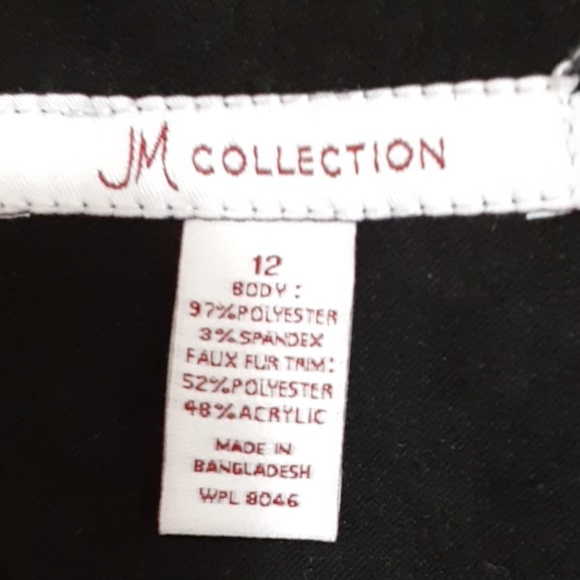 JM COLLECTION
12
BODY:
97%POLYESTER
3%SPANDEX
FAUX FUR TRIM:
52%POLYESTER
48%ACRYLIC
MADE IN
BANGLADESH
WPL 8046